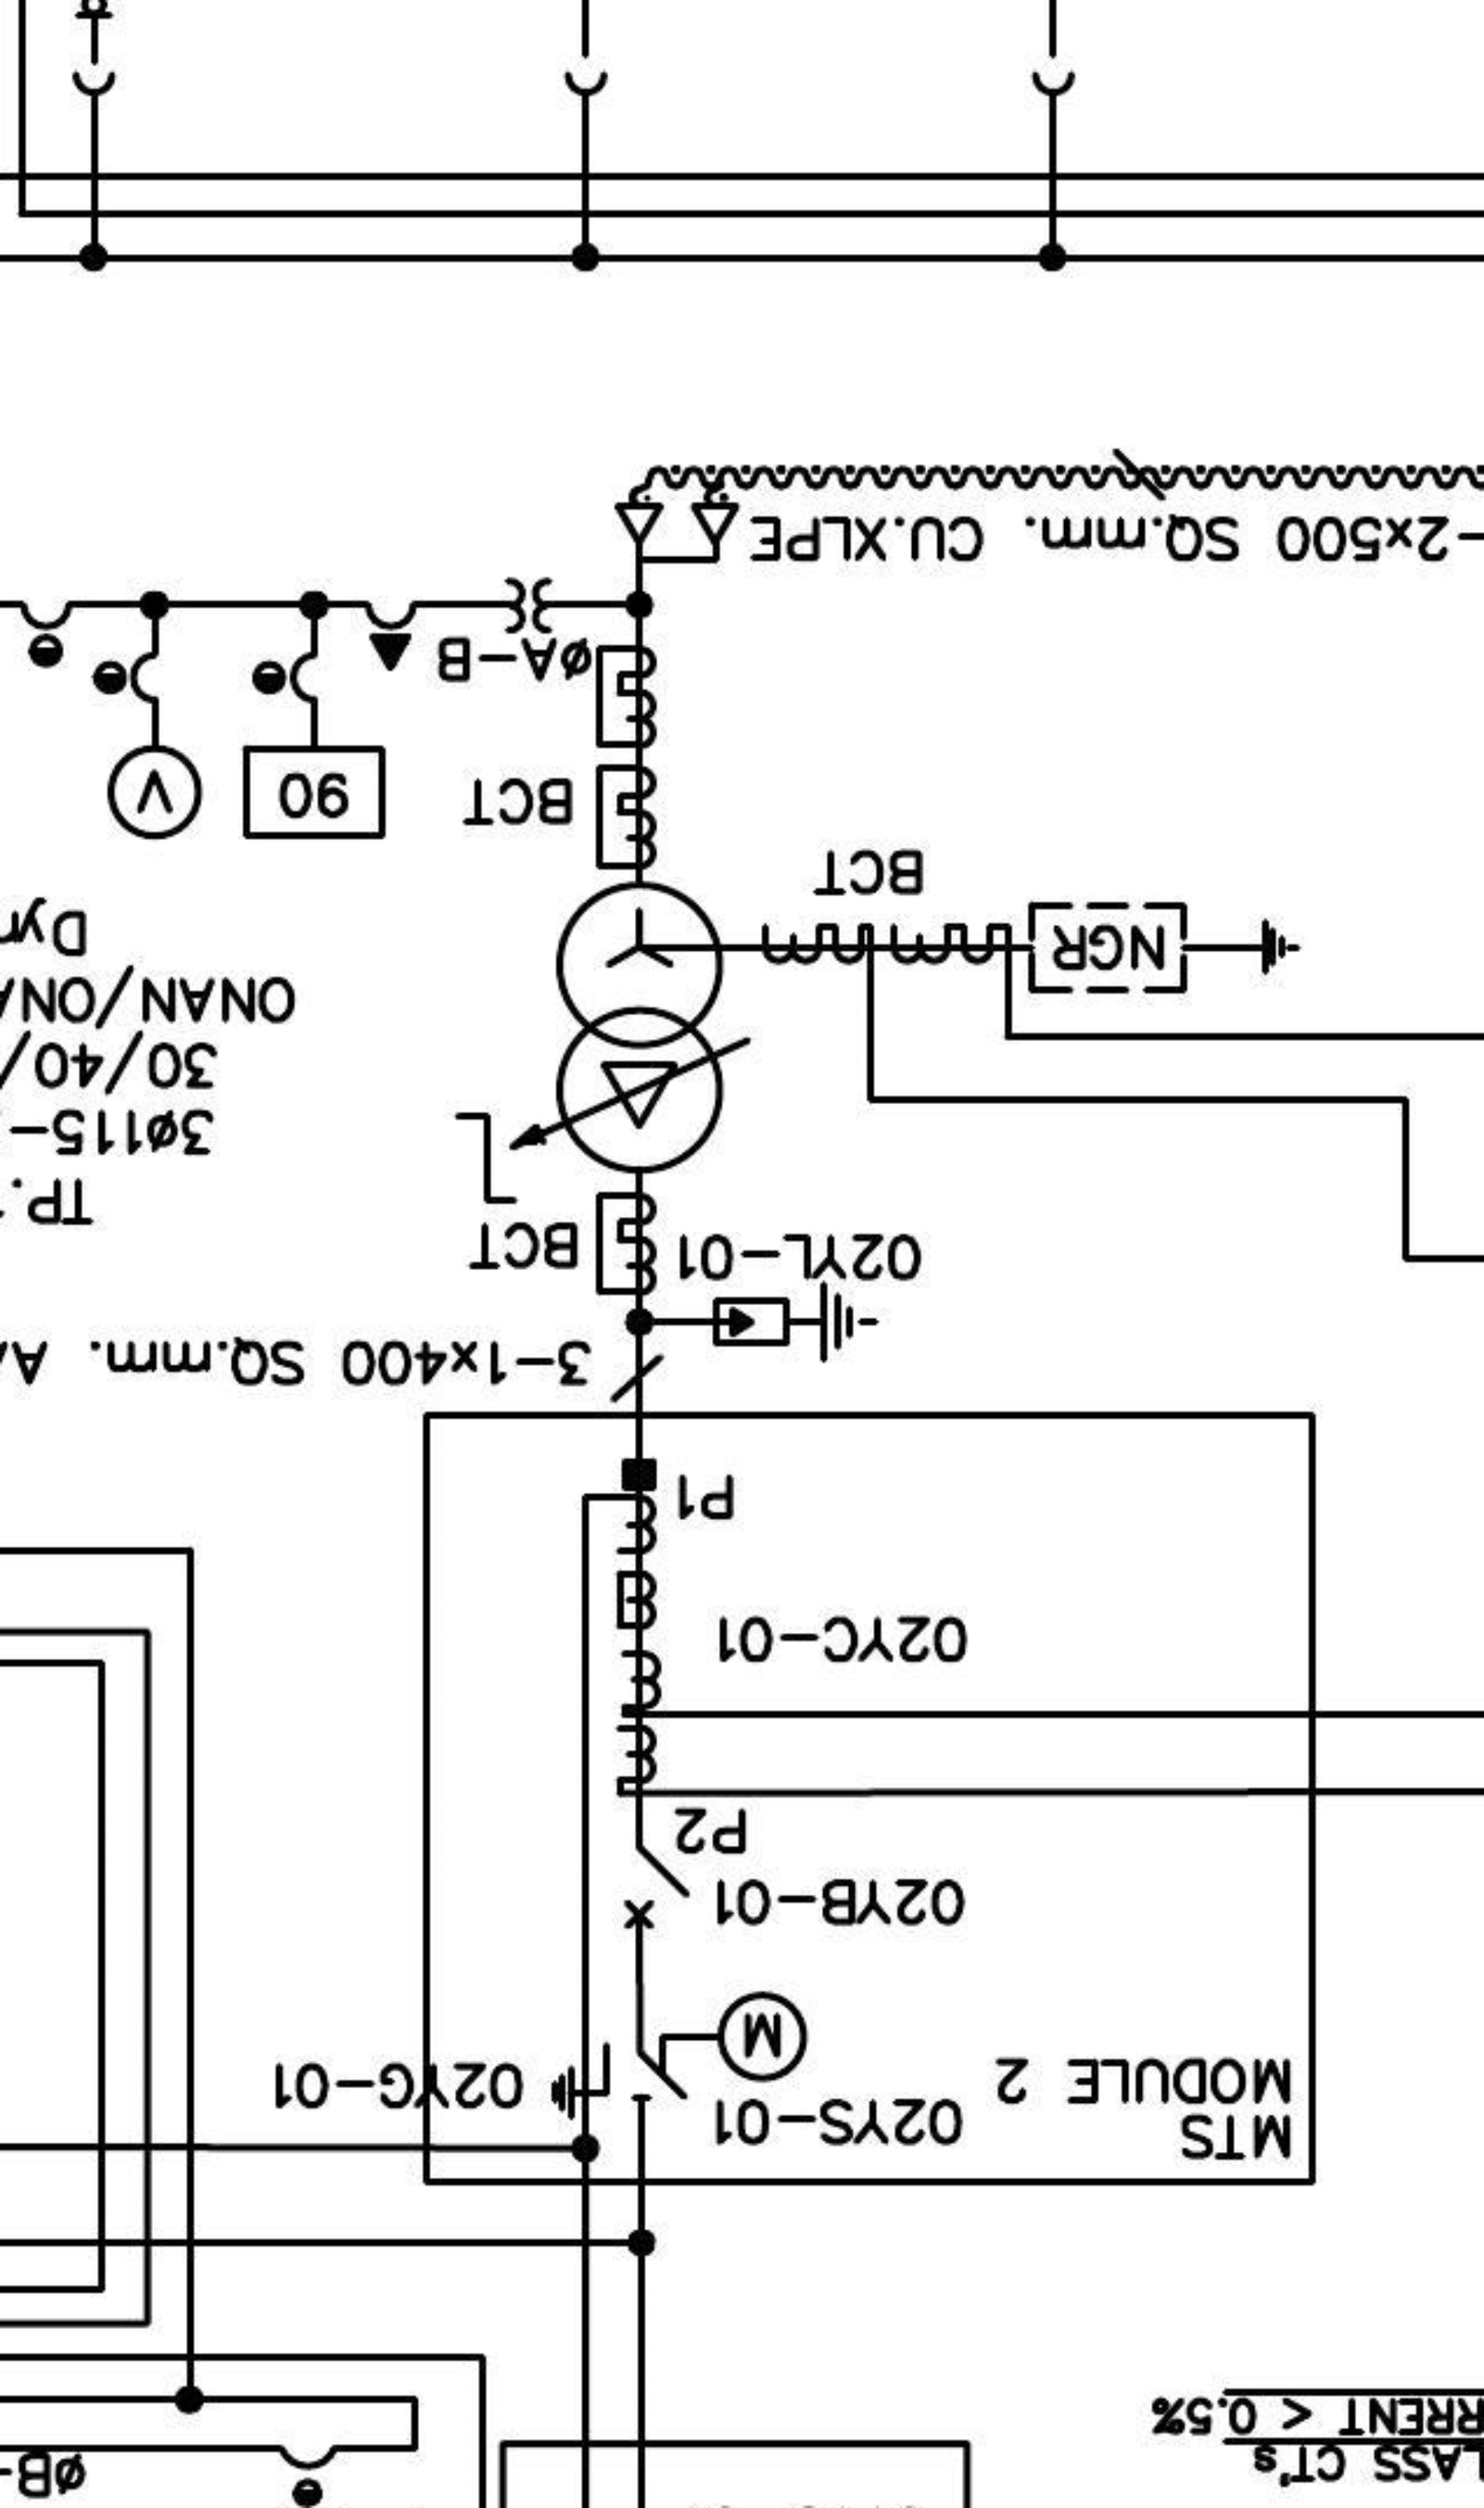 LASS CT's
øB-
RRENT < 0.5%
MTS
MODULE 2
02YS-01
02YG-01
M
02YB-01
P2
02YC-01
P1
3-1x400 SQ.mm.
02YL-01
BCT
TP.
3ø115-
30/40/
ONAN/ONA
Dyn
NGR
BCT
BCT
90
V
øA-B
-2x500 SQ.mm. CU.XLPE